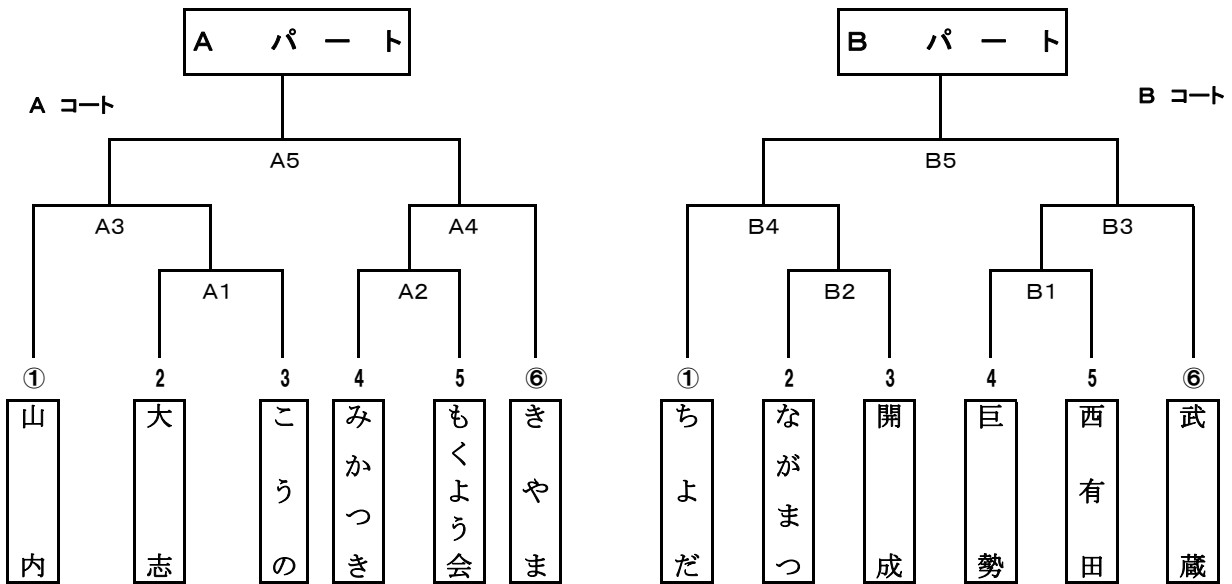 A パート
B パート
A コート
B コート
A5
B5
A3
A4
B4
B3
A1
A2
B2
B1
① 2 3 4 5 ⑥
① 2 3 4 5 ⑥
山内
大志
こうの
みかつき
もくよう会
きやま
ちよだ
ながまつ
開成
巨勢
西有田
武蔵